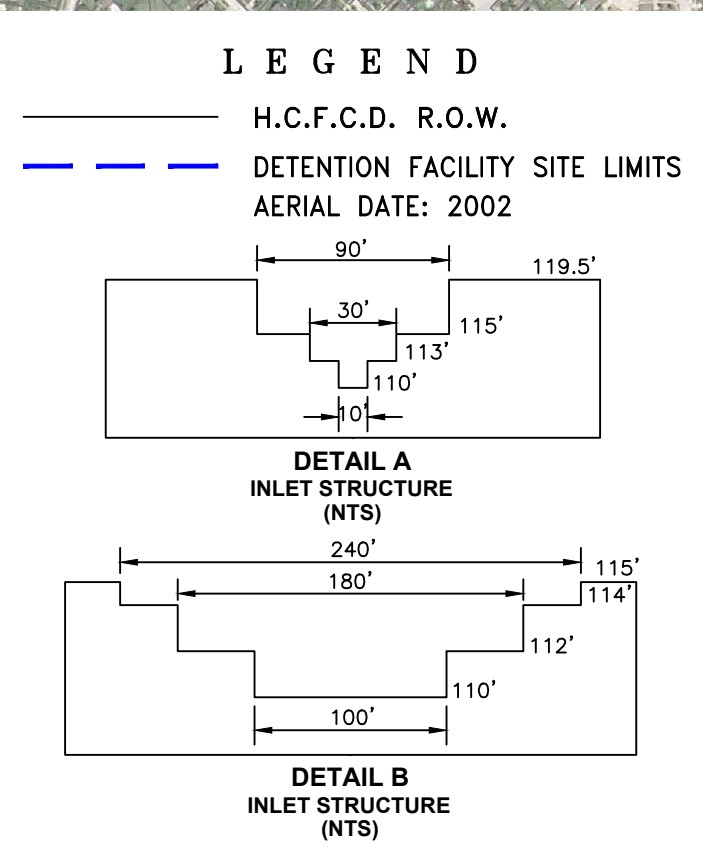 LEGEND
H.C.F.C.D. R.O.W.
DETENTION FACILITY SITE LIMITS
AERIAL DATE: 2002
90'
119.5'
30'
115'
113'
110'
10'
DETAIL A
INLET STRUCTURE
(NTS)
240'
115'
180'
114'
112'
110'
100'
DETAIL B
INLET STRUCTURE
(NTS)